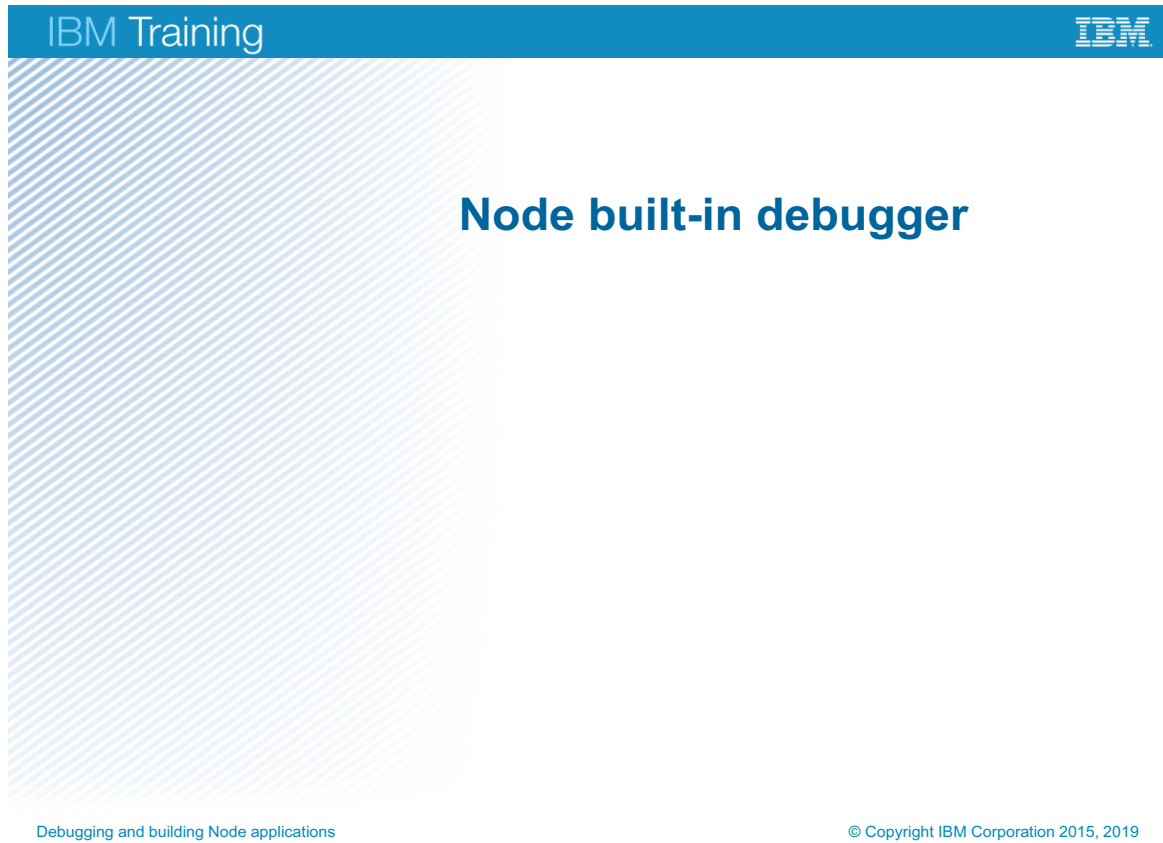 IBM Training
IBM
Node built-in debugger
Debugging and building Node applications
© Copyright IBM Corporation 2015, 2019